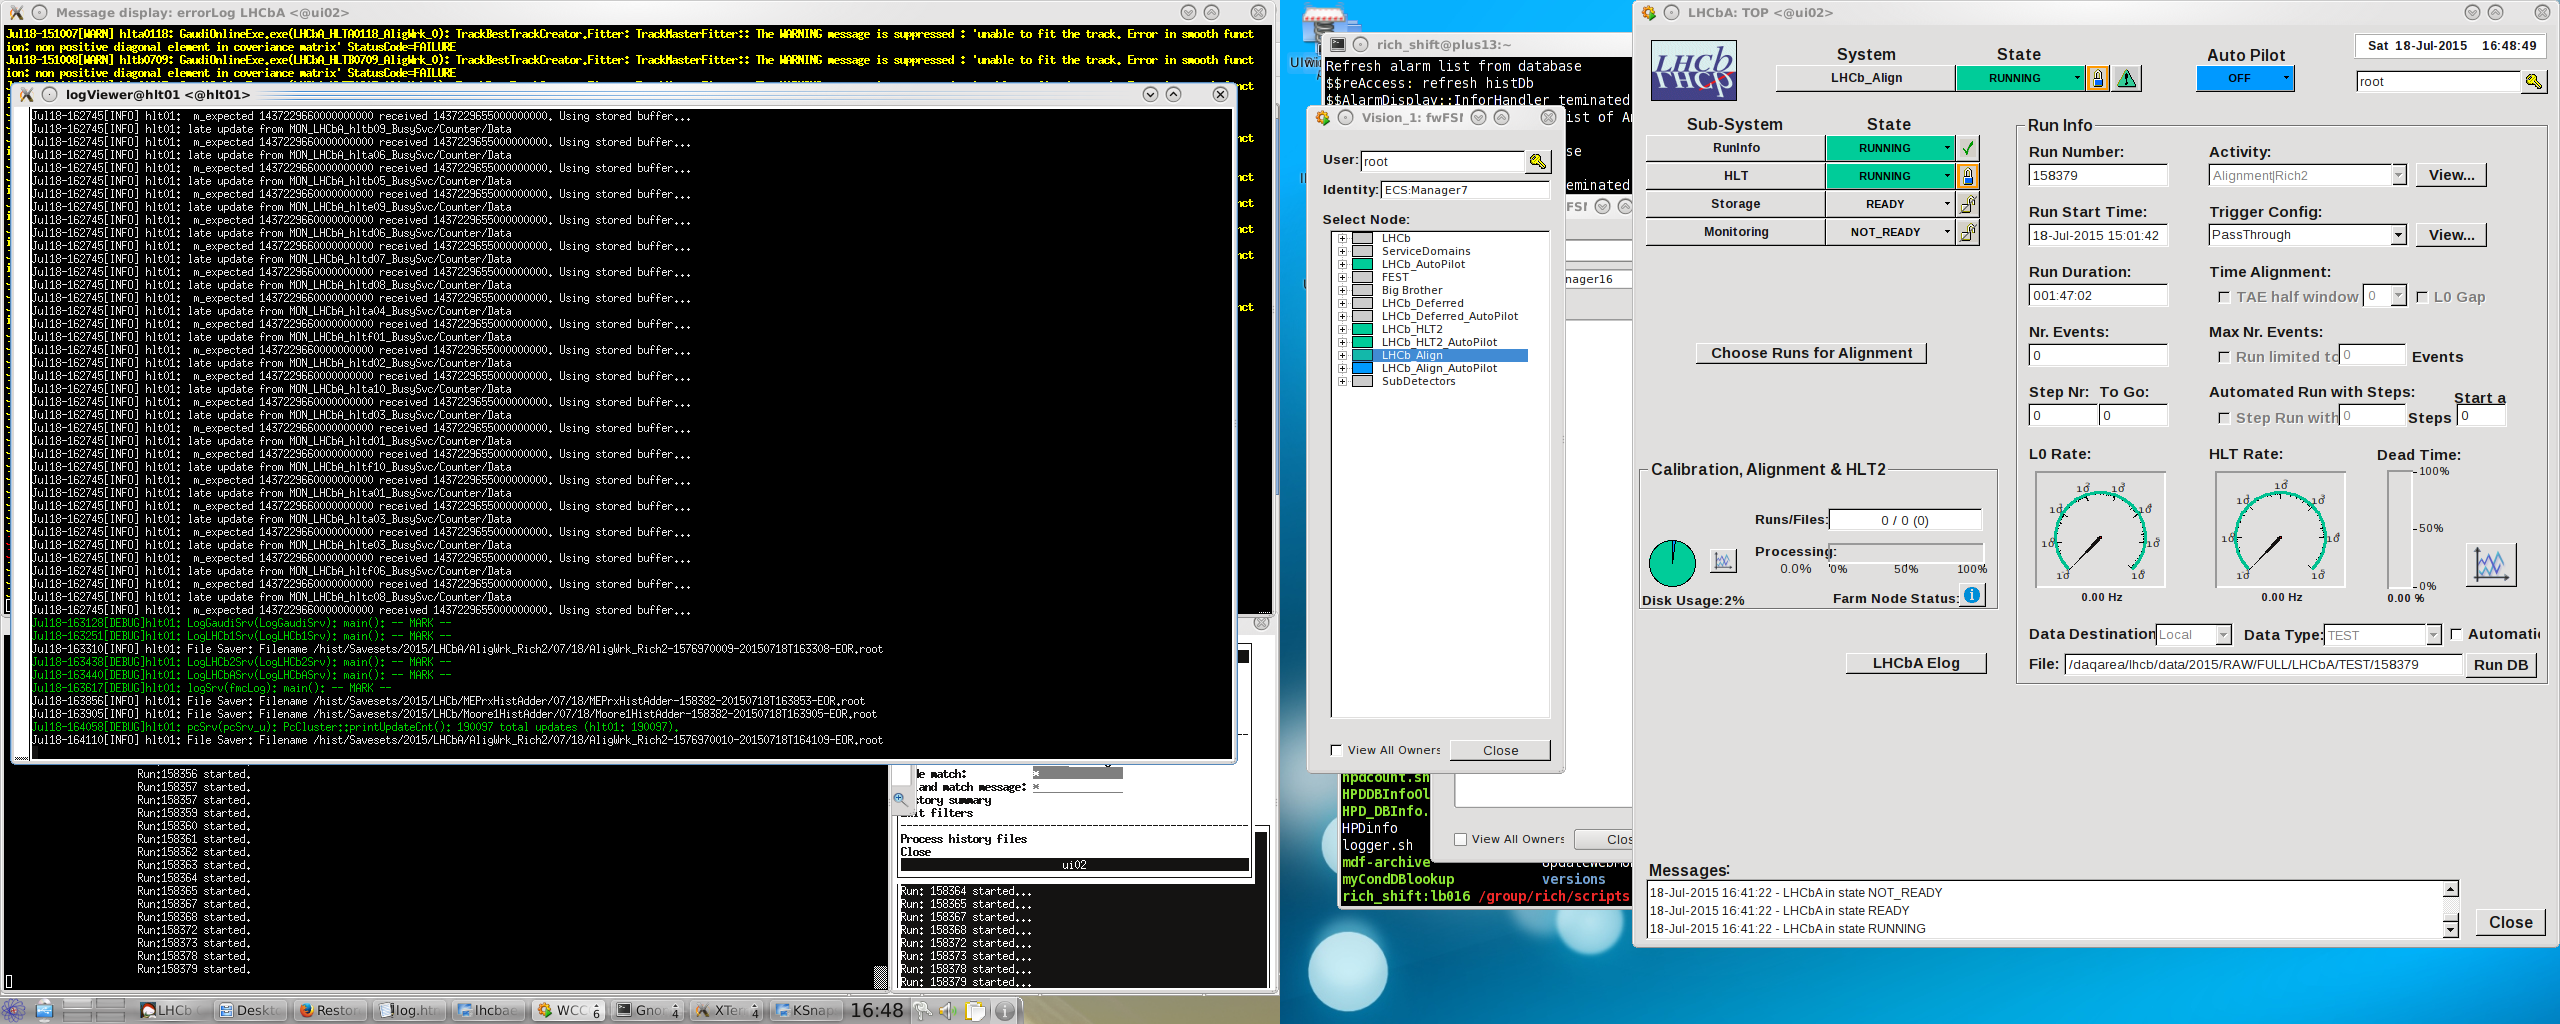 Message display: errorLog LHCbA <@ui02>
Jul18-151007[WARN] hlta0118: GaudiOnlineExe.exe(LHCbA_HLTA0118_AligWrk_0): TrackBestTrackCreator.Fitter: TrackMasterFitter:: The WARNING message is suppressed : 'unable to fit the track. Error in smooth funct
ion: non positive diagonal element in coveriance matrix' StatusCode=FAILURE
Jul18-151008[WARN] hltb0709: GaudiOnlineExe.exe(LHCbA_HLTB0709_AligWrk_0): TrackBestTrackCreator.Fitter: TrackMasterFitter:: The WARNING message is suppressed : 'unable to fit the track. Error in smooth funct
ion: non positive diagonal element in coveriance matrix' StatusCode=FAILURE
logViewer@hlt01 <@hlt01>
Jul18-162745[INFO] hlt01:  m_expected 1437229660000000000 received 1437229655000000000. Using stored buffer...
Jul18-162745[INFO] hlt01: late update from MON_LHCbA_hltb09_BusySvc/Counter/Data
Jul18-162745[INFO] hlt01:  m_expected 1437229660000000000 received 1437229655000000000. Using stored buffer...
Jul18-162745[INFO] hlt01: late update from MON_LHCbA_hlta06_BusySvc/Counter/Data
Jul18-162745[INFO] hlt01:  m_expected 1437229660000000000 received 1437229655000000000. Using stored buffer...
Jul18-162745[INFO] hlt01: late update from MON_LHCbA_hltb05_BusySvc/Counter/Data
Jul18-162745[INFO] hlt01:  m_expected 1437229660000000000 received 1437229655000000000. Using stored buffer...
Jul18-162745[INFO] hlt01: late update from MON_LHCbA_hlte09_BusySvc/Counter/Data
Jul18-162745[INFO] hlt01:  m_expected 1437229660000000000 received 1437229655000000000. Using stored buffer...
Jul18-162745[INFO] hlt01: late update from MON_LHCbA_hltd06_BusySvc/Counter/Data
Jul18-162745[INFO] hlt01:  m_expected 1437229660000000000 received 1437229655000000000. Using stored buffer...
Jul18-162745[INFO] hlt01: late update from MON_LHCbA_hltd07_BusySvc/Counter/Data
Jul18-162745[INFO] hlt01:  m_expected 1437229660000000000 received 1437229655000000000. Using stored buffer...
Jul18-162745[INFO] hlt01: late update from MON_LHCbA_hltd08_BusySvc/Counter/Data
Jul18-162745[INFO] hlt01:  m_expected 1437229660000000000 received 1437229655000000000. Using stored buffer...
Jul18-162745[INFO] hlt01: late update from MON_LHCbA_hlta04_BusySvc/Counter/Data
Jul18-162745[INFO] hlt01:  m_expected 1437229660000000000 received 1437229655000000000. Using stored buffer...
Jul18-162745[INFO] hlt01: late update from MON_LHCbA_hltf01_BusySvc/Counter/Data
Jul18-162745[INFO] hlt01:  m_expected 1437229660000000000 received 1437229655000000000. Using stored buffer...
Jul18-162745[INFO] hlt01: late update from MON_LHCbA_hltd02_BusySvc/Counter/Data
Jul18-162745[INFO] hlt01:  m_expected 1437229660000000000 received 1437229655000000000. Using stored buffer...
Jul18-162745[INFO] hlt01: late update from MON_LHCbA_hlta10_BusySvc/Counter/Data
Jul18-162745[INFO] hlt01:  m_expected 1437229660000000000 received 1437229655000000000. Using stored buffer...
Jul18-162745[INFO] hlt01: late update from MON_LHCbA_hltd03_BusySvc/Counter/Data
Jul18-162745[INFO] hlt01:  m_expected 1437229660000000000 received 1437229655000000000. Using stored buffer...
Jul18-162745[INFO] hlt01: late update from MON_LHCbA_hltd01_BusySvc/Counter/Data
Jul18-162745[INFO] hlt01:  m_expected 1437229660000000000 received 1437229655000000000. Using stored buffer...
Jul18-162745[INFO] hlt01: late update from MON_LHCbA_hltf10_BusySvc/Counter/Data
Jul18-162745[INFO] hlt01:  m_expected 1437229660000000000 received 1437229655000000000. Using stored buffer...
Jul18-162745[INFO] hlt01: late update from MON_LHCbA_hlta01_BusySvc/Counter/Data
Jul18-162745[INFO] hlt01:  m_expected 1437229660000000000 received 1437229655000000000. Using stored buffer...
Jul18-162745[INFO] hlt01: late update from MON_LHCbA_hlta03_BusySvc/Counter/Data
Jul18-162745[INFO] hlt01:  m_expected 1437229660000000000 received 1437229655000000000. Using stored buffer...
Jul18-162745[INFO] hlt01: late update from MON_LHCbA_hlte03_BusySvc/Counter/Data
Jul18-162745[INFO] hlt01:  m_expected 1437229660000000000 received 1437229655000000000. Using stored buffer...
Jul18-162745[INFO] hlt01: late update from MON_LHCbA_hltf06_BusySvc/Counter/Data
Jul18-162745[INFO] hlt01:  m_expected 1437229660000000000 received 1437229655000000000. Using stored buffer...
Jul18-162745[INFO] hlt01: late update from MON_LHCbA_hltc08_BusySvc/Counter/Data
Jul18-162745[INFO] hlt01:  m_expected 1437229660000000000 received 1437229655000000000. Using stored buffer...
Jul18-163128[DEBUG]hlt01: LogGaudiSrv(LogGaudiSrv): main(): -- MARK --
Jul18-163251[DEBUG]hlt01: LogLHCb1Srv(LogLHCb1Srv): main(): -- MARK --
Jul18-163310[INFO] hlt01: File Saver: Filename /hist/Savesets/2015/LHCbA/AligWrk_Rich2/07/18/AligWrk_Rich2-1576970009-20150718T163308-EOR.root
Jul18-163438[DEBUG]hlt01: LogLHCb2Srv(LogLHCb2Srv): main(): -- MARK --
Jul18-163440[DEBUG]hlt01: LogLHCbASrv(LogLHCbASrv): main(): -- MARK --
Jul18-163617[DEBUG]hlt01: logSrv(fmcLog): main(): -- MARK --
Jul18-163856[INFO] hlt01: File Saver: Filename /hist/Savesets/2015/LHCb/MEPrxHistAdder/07/18/MEPrxHistAdder-158382-20150718T163853-EOR.root
Jul18-163905[INFO] hlt01: File Saver: Filename /hist/Savesets/2015/LHCb/Moore1HistAdder/07/18/Moore1HistAdder-158382-20150718T163905-EOR.root
Jul18-164058[DEBUG]hlt01: pcSrv(pcSrv_u): PcCluster::printUpdateCnt(): 190097 total updates (hlt01: 190097).
Jul18-164110[INFO] hlt01: File Saver: Filename /hist/Savesets/2015/LHCbA/AligWrk_Rich2/07/18/AligWrk_Rich2-1576970010-20150718T164109-EOR.root
Run:158356 started.
Run:158357 started.
Run:158357 started.
Run:158359 started.
Run:158360 started.
Run:158361 started.
Run:158362 started.
Run:158363 started.
Run:158364 started.
Run:158365 started.
Run:158367 started.
Run:158368 started.
Run:158372 started.
Run:158373 started.
Run:158378 started.
Run:158379 started.
de match: *
and match message: *
tory summary
it filters
Process history files
Close
ui02
Run: 158364 started...
Run: 158365 started...
Run: 158367 started...
Run: 158368 started...
Run: 158372 started...
Run: 158373 started...
Run: 158378 started...
Run: 158379 started...
LHCb
Deskto
Restor
log.ht
lhcbae
WCC 6
Gno 4
XTer 4
KSnap
16:48
rich_shift@plus13:~
Refresh alarm list from database
$$reAccess: refresh histDb
$$AlarmDisplay::InforHandler teminated
ist of A
se
teminated
Vision_1: fwFSM
User: root
Identity: ECS:Manager7
Select Node:
LHCb
ServiceDomains
LHCb_AutoPilot
FEST
Big Brother
LHCb_Deferred
LHCb_Deferred_AutoPilot
LHCb_HLT2
LHCb_HLT2_AutoPilot
LHCb_Align
LHCb_Align_AutoPilot
SubDetectors
View All Owners
Close
nager16
View All Owners
Clos
hpdcount.sh
HPDDBInfoOl
HPD_DBInfo.
HPDinfo
logger.sh
mdf-archive
myCondDBlookup versions
rich_shift:lb016 /group/rich/scripts
LHCbA: TOP <@ui02>
LHCb
System
State
Auto Pilot
Sat 18-Jul-2015 16:48:49
LHCb_Align
RUNNING
OFF
root
Sub-System
State
RunInfo RUNNING
HLT RUNNING
Storage READY
Monitoring NOT_READY
Choose Runs for Alignment
Calibration, Alignment & HLT2
Runs/Files: 0 / 0 (0)
Processing:
0.0%
0% 50% 100%
Disk Usage:2%
Farm Node Status:
LHCbA Elog
Run Info
Run Number:
158379
Activity:
Alignment|Rich2
View...
Run Start Time:
18-Jul-2015 15:01:42
Trigger Config:
PassThrough
View...
Run Duration:
001:47:02
Time Alignment:
TAE half window 0
L0 Gap
Nr. Events:
0
Max Nr. Events:
Run limited to 0 Events
Step Nr: To Go:
0 0
Automated Run with Steps:
Start a
Step Run with 0 Steps 0
L0 Rate:
HLT Rate:
Dead Time:
100%
50%
0%
0.00 Hz
0.00 Hz
0.00 %
Data Destination Local
Data Type: TEST
Automatic
File: /daqarea/lhcb/data/2015/RAW/FULL/LHCbA/TEST/158379
Run DB
Messages:
18-Jul-2015 16:41:22 - LHCbA in state NOT_READY
18-Jul-2015 16:41:22 - LHCbA in state READY
18-Jul-2015 16:41:22 - LHCbA in state RUNNING
Close